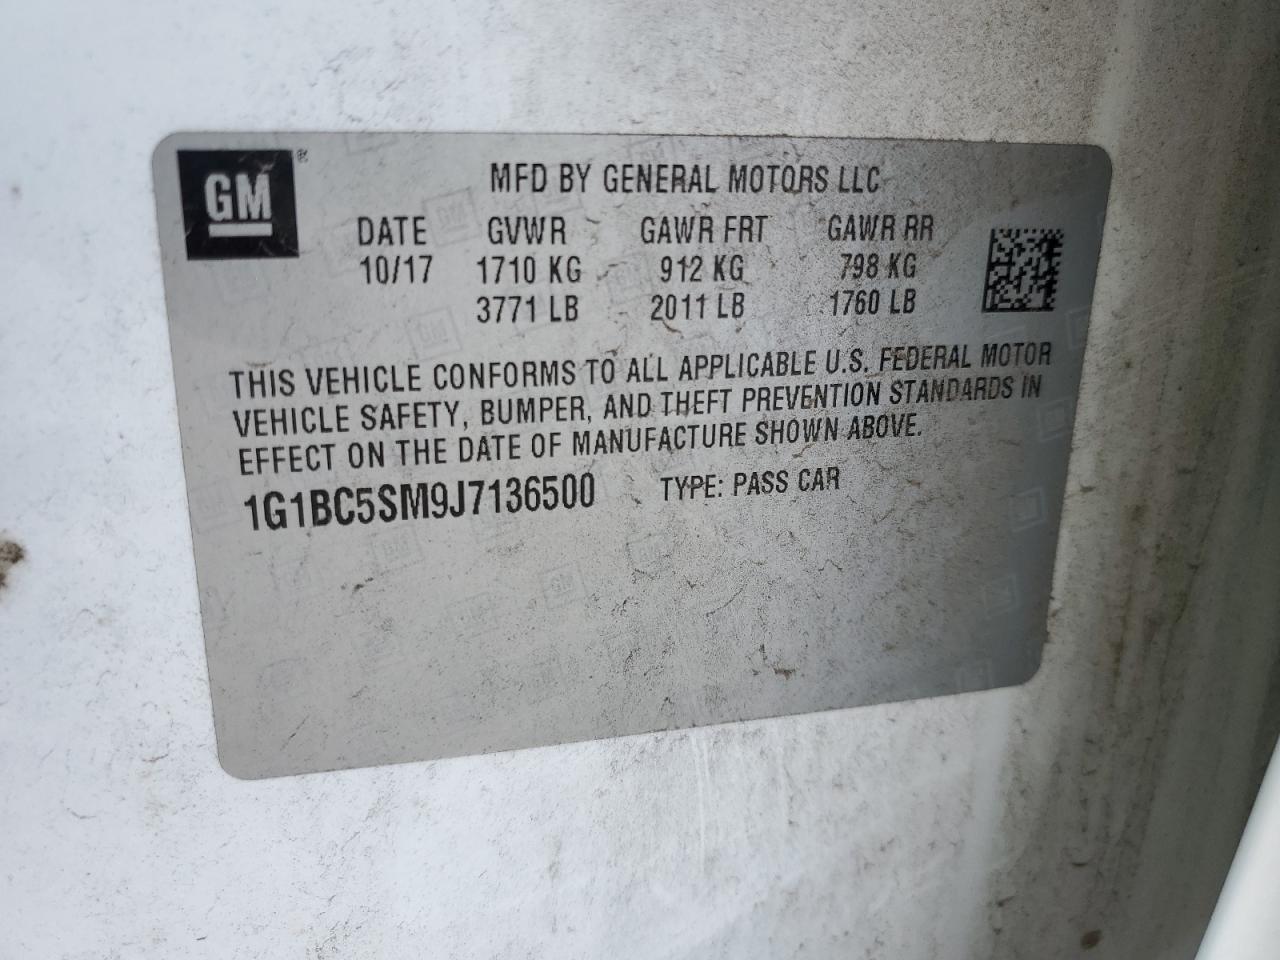 GM®
MFD BY GENERAL MOTORS LLC
DATE GVWR GAWR FRT GAWR RR
10/17 1710 KG 912 KG 798 KG
3771 LB 2011 LB 1760 LB
THIS VEHICLE CONFORMS TO ALL APPLICABLE U.S. FEDERAL MOTOR
VEHICLE SAFETY, BUMPER, AND THEFT PREVENTION STANDARDS IN
EFFECT ON THE DATE OF MANUFACTURE SHOWN ABOVE.
1G1BC5SM9J7136500 TYPE: PASS CAR